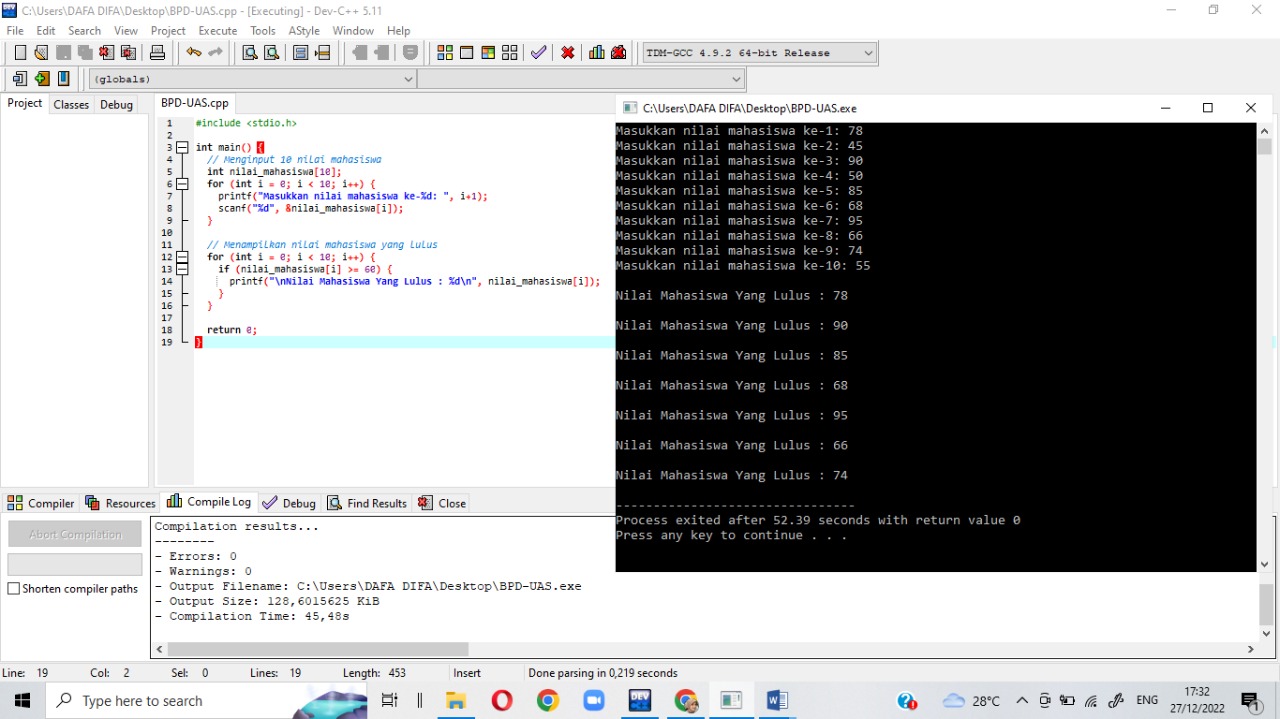 C:\Users\DAFA DIFA\Desktop\BPD-UAS.cpp - [Executing] - Dev-C++ 5.11
File Edit Search View Project Execute Tools AStyle Window Help
TDM-GCC 4.9.2 64-bit Release
(globals)
Project Classes Debug
BPD-UAS.cpp
1 #include <stdio.h>
2
3 int main() {
4 // Menginput 10 nilai mahasiswa
5 int nilai_mahasiswa[10];
6 for (int i = 0; i < 10; i++) {
7 printf("Masukkan nilai mahasiswa ke-%d: ", i+1);
8 scanf("%d", &nilai_mahasiswa[i]);
9 }
10
11 // Menampilkan nilai mahasiswa yang lulus
12 for (int i = 0; i < 10; i++) {
13 if (nilai_mahasiswa[i] >= 60) {
14 printf("\nNilai Mahasiswa Yang Lulus : %d\n", nilai_mahasiswa[i]);
15 }
16 }
17
18 return 0;
19 }
C:\Users\DAFA DIFA\Desktop\BPD-UAS.exe
Masukkan nilai mahasiswa ke-1: 78
Masukkan nilai mahasiswa ke-2: 45
Masukkan nilai mahasiswa ke-3: 90
Masukkan nilai mahasiswa ke-4: 50
Masukkan nilai mahasiswa ke-5: 85
Masukkan nilai mahasiswa ke-6: 68
Masukkan nilai mahasiswa ke-7: 95
Masukkan nilai mahasiswa ke-8: 66
Masukkan nilai mahasiswa ke-9: 74
Masukkan nilai mahasiswa ke-10: 55
Nilai Mahasiswa Yang Lulus : 78
Nilai Mahasiswa Yang Lulus : 90
Nilai Mahasiswa Yang Lulus : 85
Nilai Mahasiswa Yang Lulus : 68
Nilai Mahasiswa Yang Lulus : 95
Nilai Mahasiswa Yang Lulus : 66
Nilai Mahasiswa Yang Lulus : 74
--------------------------------
Process exited after 52.39 seconds with return value 0
Press any key to continue . . .
Compiler Resources Compile Log Debug Find Results Close
Abort Compilation
Shorten compiler paths
Compilation results...
--------
- Errors: 0
- Warnings: 0
- Output Filename: C:\Users\DAFA DIFA\Desktop\BPD-UAS.exe
- Output Size: 128,6015625 KiB
- Compilation Time: 45,48s
Line: 19 Col: 2 Sel: 0 Lines: 19 Length: 453 Insert Done parsing in 0,219 seconds
Type here to search
DEV
28°C
ENG
17:32
27/12/2022
1